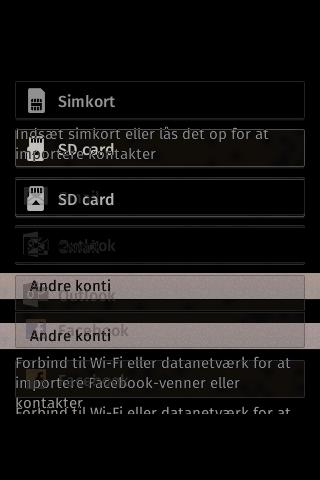 Simkort
Indsæt simkort eller lås det op for at
SD card
importere kontakter
SD card
Outlook
Andre konti
Outlook
Facebook
Andre konti
Forbind til Wi-Fi eller datanetværk for at
Facebook
importere Facebook-venner eller
kontakter
Forbind til Wi-Fi eller datanetværk for at